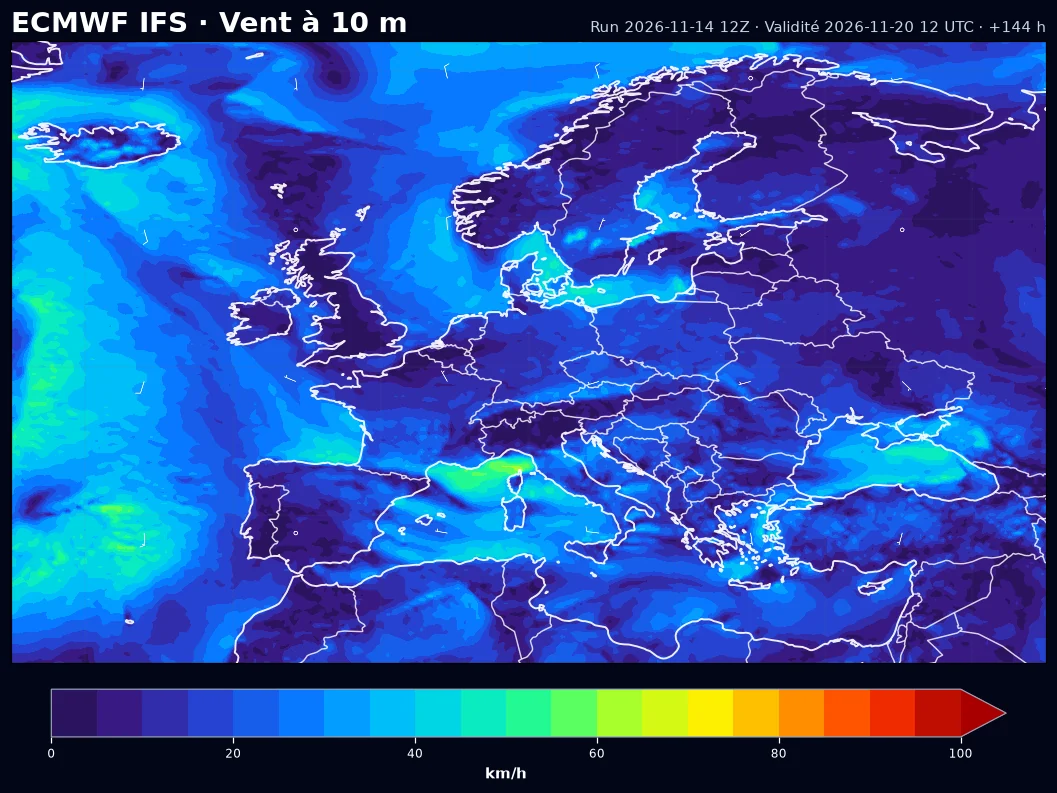 ECMWF IFS · Vent à 10 m
Run 2026-11-14 12Z · Validité 2026-11-20 12 UTC · +144 h
0 20 40 60 80 100
km/h